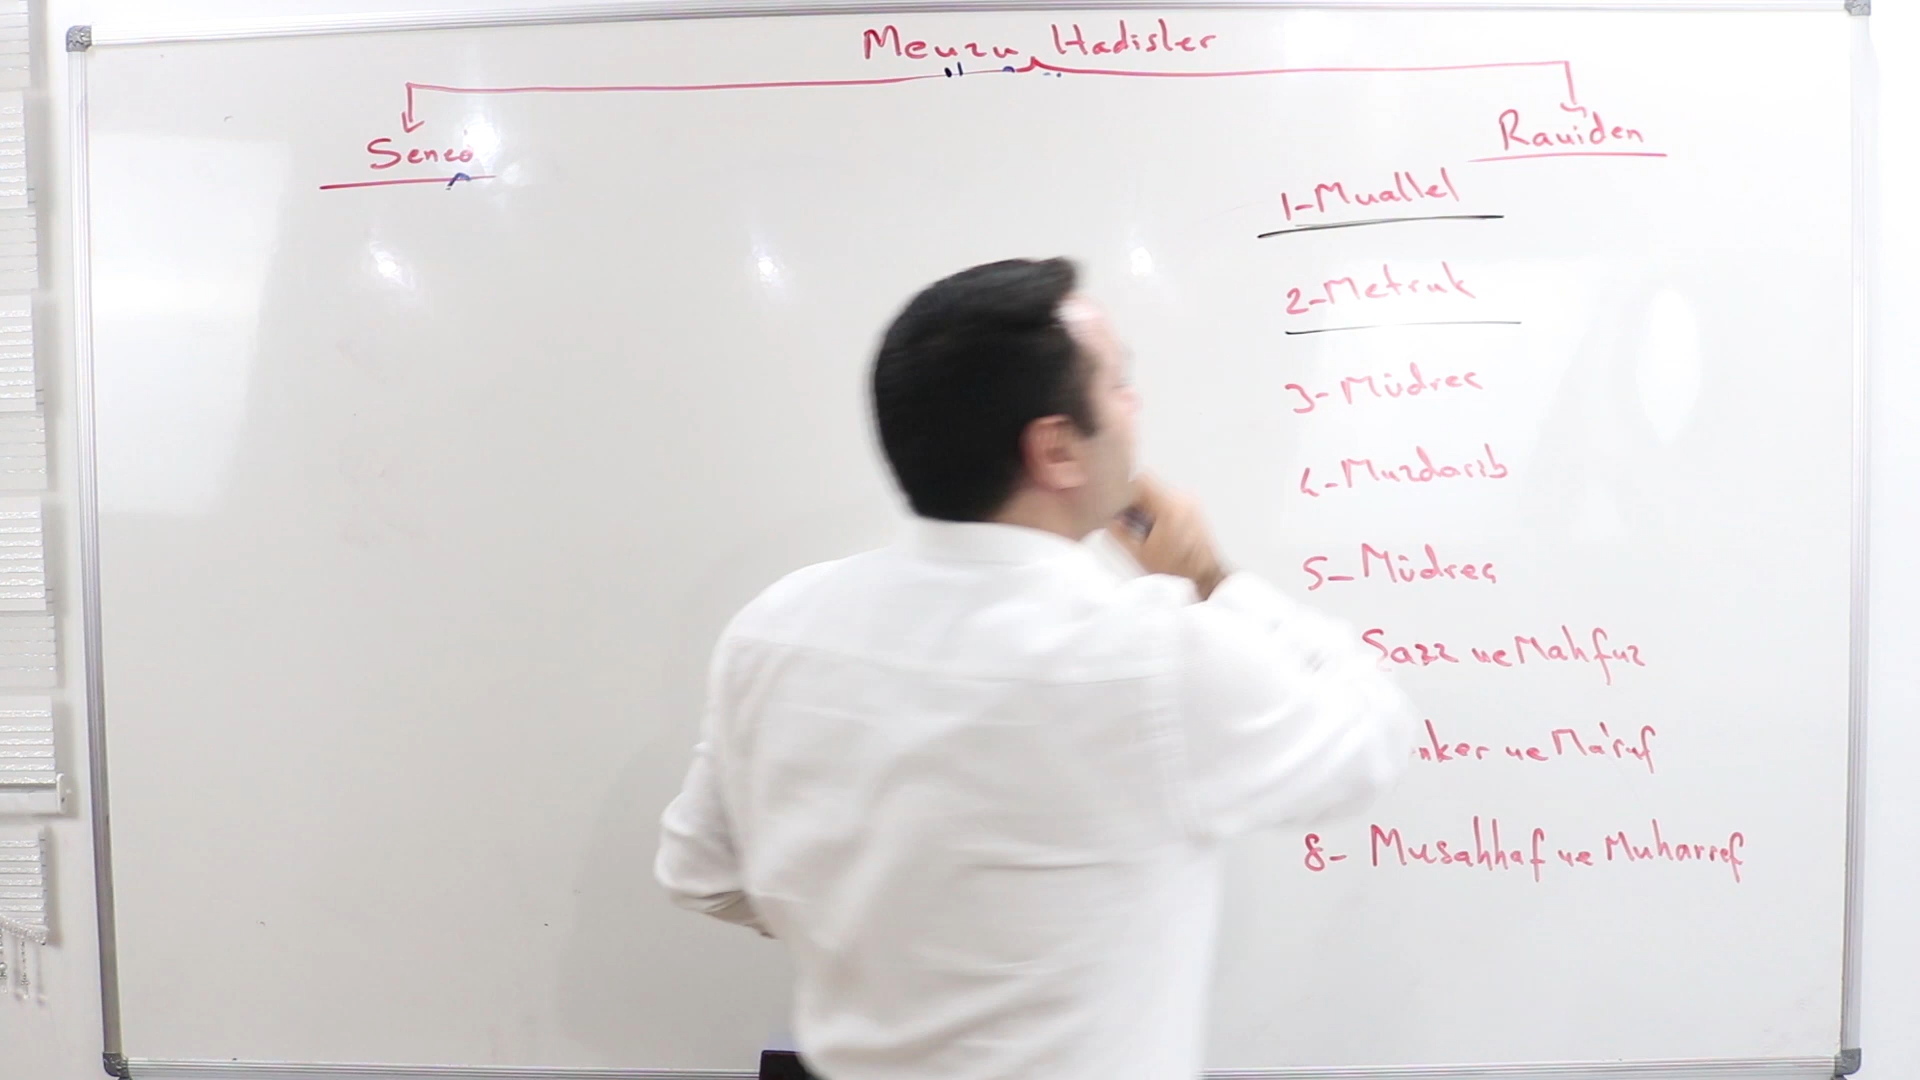 Mevzu Hadisler
Sened
Raviden
1-Muallel
2-Metruk
3-Müdrec
4-Muzdarib
5-Müdrec
Şazz ve Mahfuz
nker ve Ma'ruf
8- Musahhaf ve Muharref